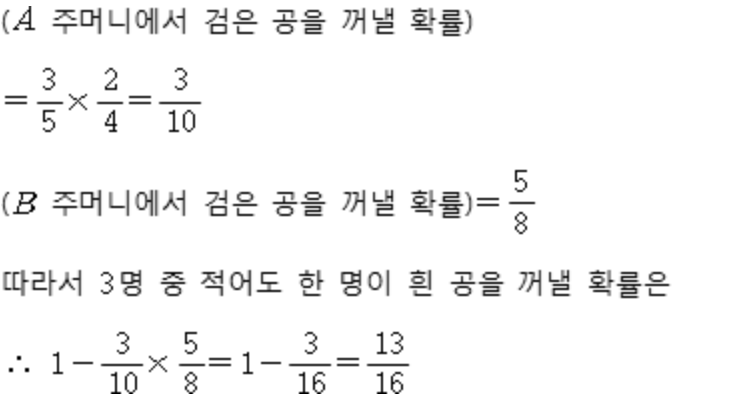 (A 주머니에서 검은 공을 꺼낼 확률)
= 3/5 × 2/4 = 3/10
(B 주머니에서 검은 공을 꺼낼 확률) = 5/8
따라서 3명 중 적어도 한 명이 흰 공을 꺼낼 확률은
∴ 1 − 3/10 × 5/8 = 1 − 3/16 = 13/16